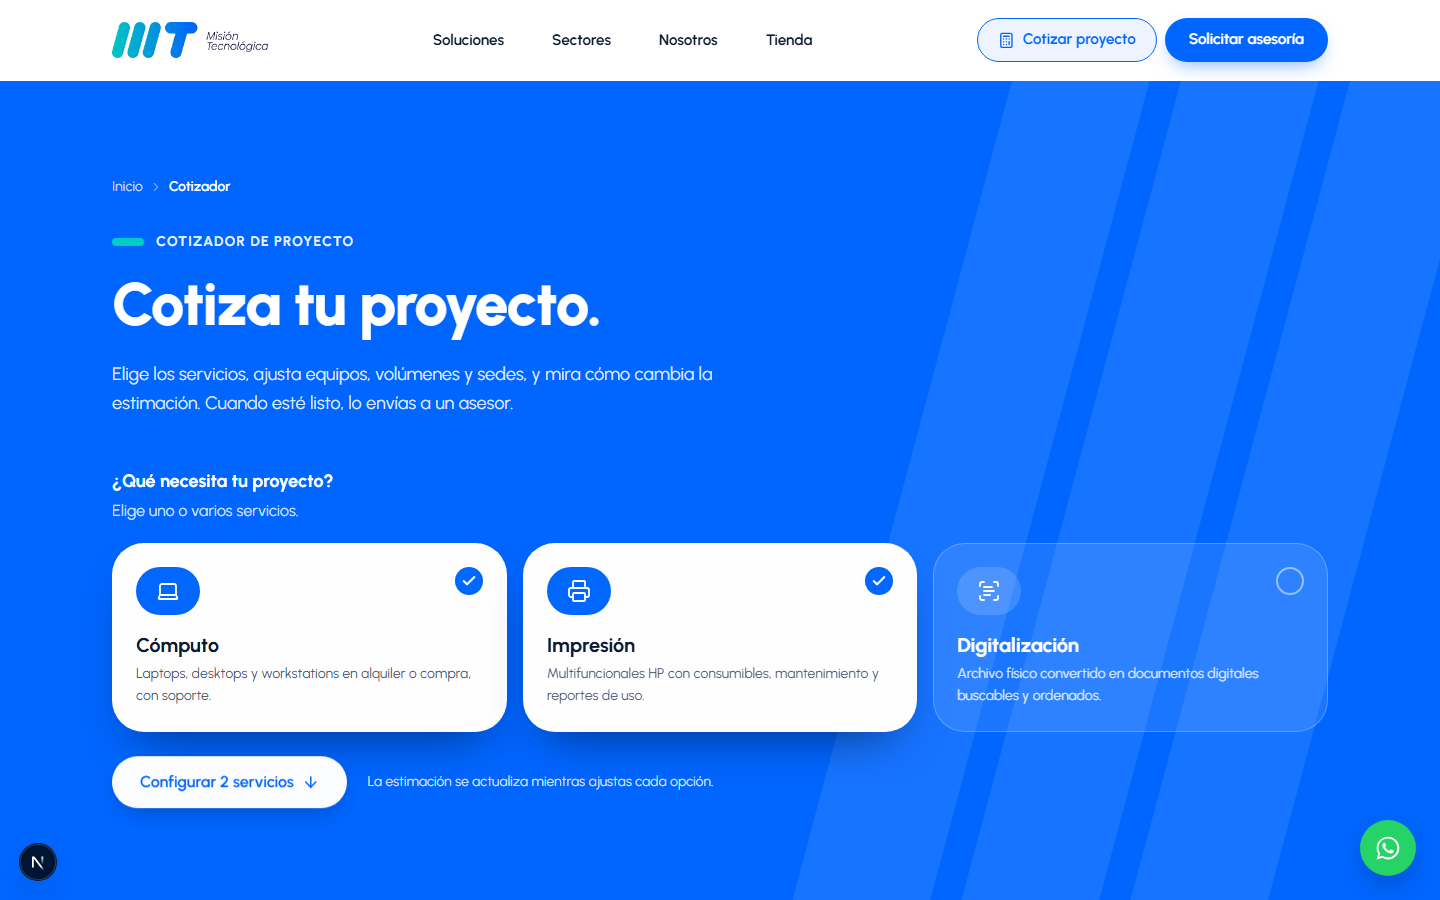 MT Misión
Tecnológica
Soluciones
Sectores
Nosotros
Tienda
Cotizar proyecto
Solicitar asesoría
Inicio > Cotizador
COTIZADOR DE PROYECTO
Cotiza tu proyecto.
Elige los servicios, ajusta equipos, volúmenes y sedes, y mira cómo cambia la
estimación. Cuando esté listo, lo envías a un asesor.
¿Qué necesita tu proyecto?
Elige uno o varios servicios.
Cómputo
Laptops, desktops y workstations en alquiler o compra,
con soporte.
Impresión
Multifuncionales HP con consumibles, mantenimiento y
reportes de uso.
Digitalización
Archivo físico convertido en documentos digitales
buscables y ordenados.
Configurar 2 servicios ↓
La estimación se actualiza mientras ajustas cada opción.
N